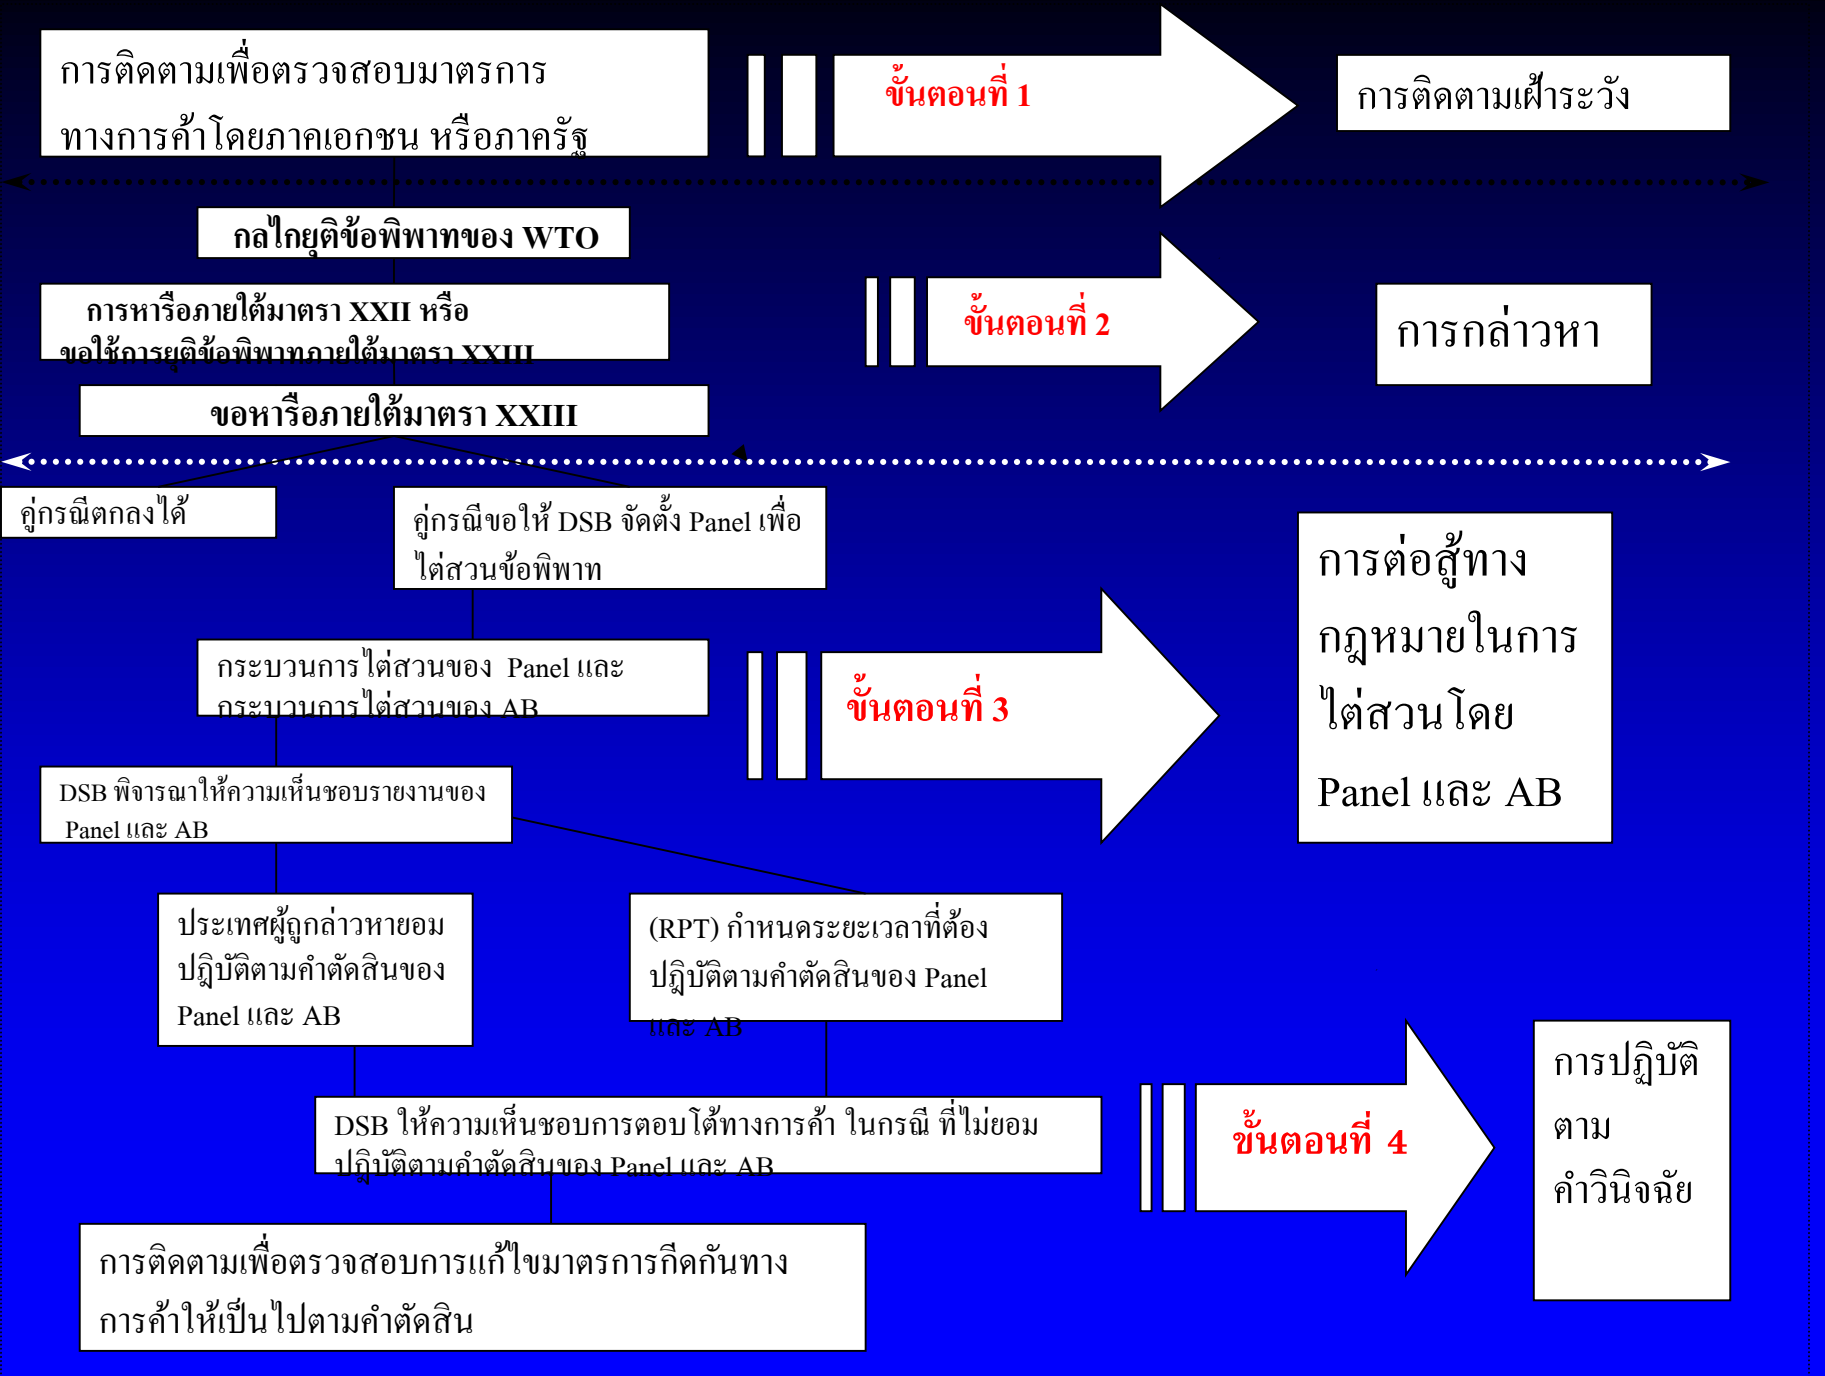 การติดตามเพื่อตรวจสอบมาตรการ
ทางการค้าโดยภาคเอกชน หรือภาครัฐ
ขั้นตอนที่ 1
การติดตามเฝ้าระวัง
กลไกยุติข้อพิพาทของ WTO
การหารือภายใต้มาตรา XXII หรือ
ขอใช้การยุติข้อพิพาทภายใต้มาตรา XXIII
ขั้นตอนที่ 2
การกล่าวหา
ขอหารือภายใต้มาตรา XXIII
คู่กรณีตกลงได้
คู่กรณีขอให้ DSB จัดตั้ง Panel เพื่อ
ไต่สวนข้อพิพาท
กระบวนการไต่สวนของ Panel และ
กระบวนการไต่สวนของ AB
ขั้นตอนที่ 3
การต่อสู้ทาง
กฎหมายในการ
ไต่สวนโดย
Panel และ AB
DSB พิจารณาให้ความเห็นชอบรายงานของ
Panel และ AB
ประเทศผู้ถูกล่าวหายอม
ปฎิบัติตามคำตัดสินของ
Panel และ AB
(RPT) กำหนดระยะเวลาที่ต้อง
ปฎิบัติตามคำตัดสินของ Panel
และ AB
DSB ให้ความเห็นชอบการตอบโต้ทางการค้า ในกรณี ที่ไม่ยอม
ปฎิบัติตามคำตัดสินของ Panel และ AB
ขั้นตอนที่ 4
การปฏิบัติ
ตาม
คำวินิจฉัย
การติดตามเพื่อตรวจสอบการแก้ไขมาตรการกีดกันทาง
การค้าให้เป็นไปตามคำตัดสิน